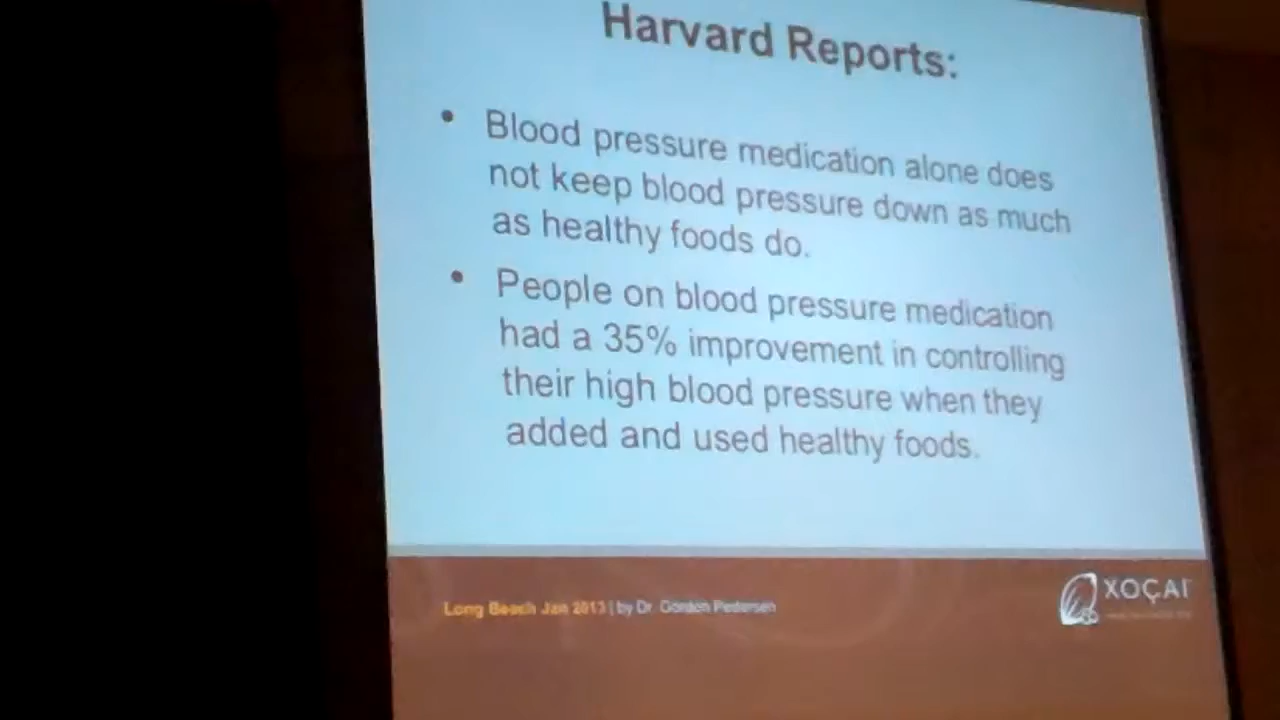 Harvard Reports:
• Blood pressure medication alone does
not keep blood pressure down as much
as healthy foods do.
• People on blood pressure medication
had a 35% improvement in controlling
their high blood pressure when they
added and used healthy foods.
Long Beach Jan 2013 | by Dr. Gordon Pedersen
XOÇAI